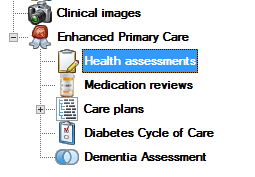 Clinical images
Enhanced Primary Care
Health assessments
Medication reviews
Care plans
Diabetes Cycle of Care
Dementia Assessment